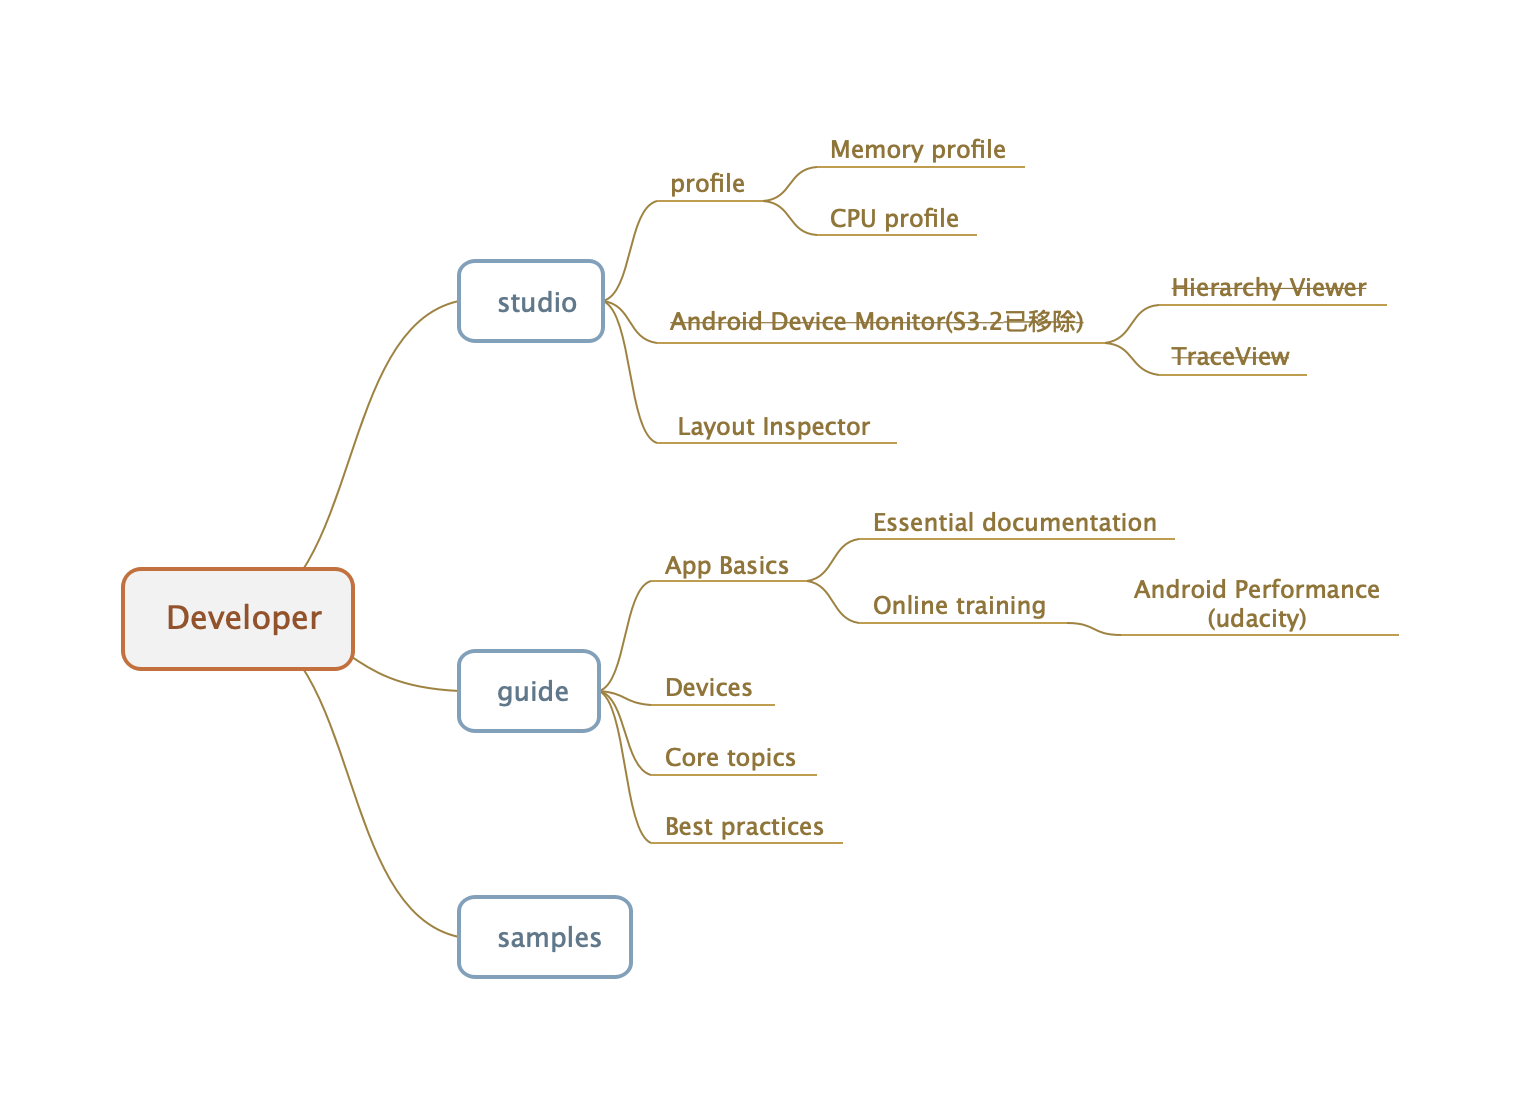 Developer
studio
profile
Memory profile
CPU profile
Android Device Monitor(S3.2已移除)
Hierarchy Viewer
TraceView
Layout Inspector
guide
App Basics
Essential documentation
Online training
Android Performance
(udacity)
Devices
Core topics
Best practices
samples